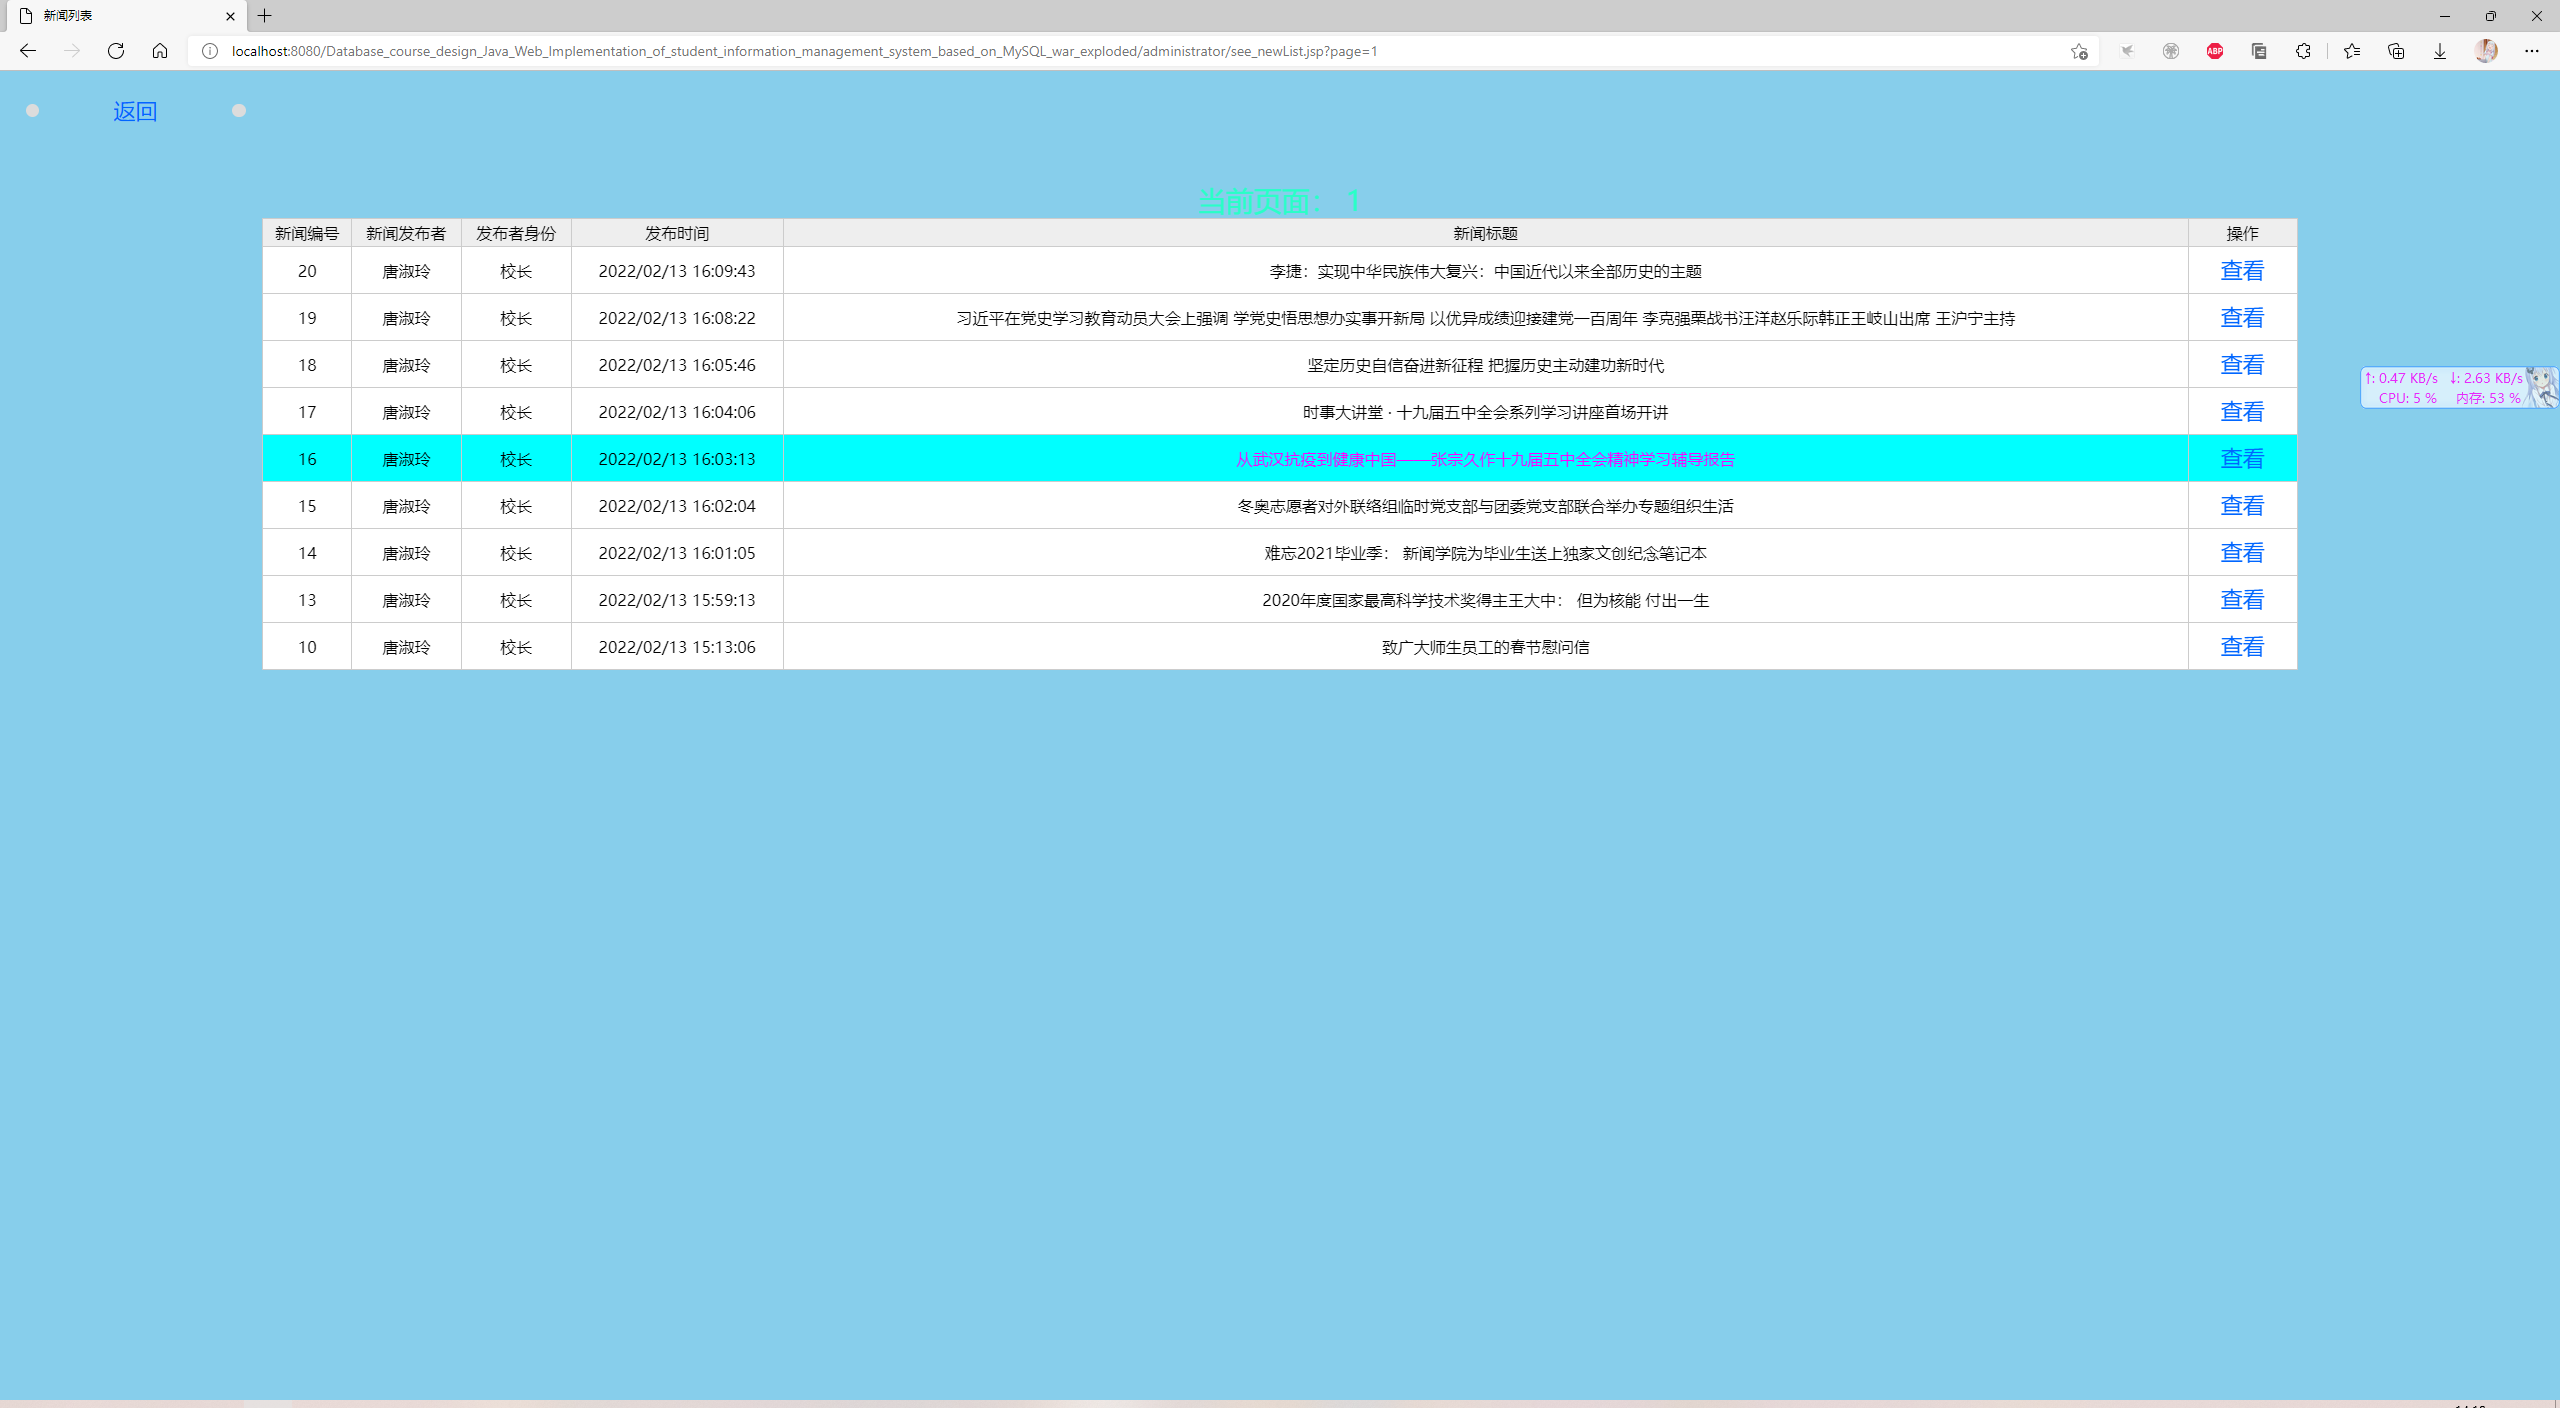 新闻列表
localhost:8080/Database_course_design_Java_Web_Implementation_of_student_information_management_system_based_on_MySQL_war_exploded/administrator/see_newList.jsp?page=1
ABP
返回
当前页面： 1
新闻编号 新闻发布者 发布者身份 发布时间 新闻标题 操作
20 唐淑玲 校长 2022/02/13 16:09:43 李捷：实现中华民族伟大复兴：中国近代以来全部历史的主题 查看
19 唐淑玲 校长 2022/02/13 16:08:22 习近平在党史学习教育动员大会上强调 学党史悟思想办实事开新局 以优异成绩迎接建党一百周年 李克强栗战书汪洋赵乐际韩正王岐山出席 王沪宁主持 查看
18 唐淑玲 校长 2022/02/13 16:05:46 坚定历史自信奋进新征程 把握历史主动建功新时代 查看
↑: 0.47 KB/s ↓: 2.63 KB/s
CPU: 5 % 内存: 53 %
17 唐淑玲 校长 2022/02/13 16:04:06 时事大讲堂 · 十九届五中全会系列学习讲座首场开讲 查看
16 唐淑玲 校长 2022/02/13 16:03:13 从武汉抗疫到健康中国——张宗久作十九届五中全会精神学习辅导报告 查看
15 唐淑玲 校长 2022/02/13 16:02:04 冬奥志愿者对外联络组临时党支部与团委党支部联合举办专题组织生活 查看
14 唐淑玲 校长 2022/02/13 16:01:05 难忘2021毕业季： 新闻学院为毕业生送上独家文创纪念笔记本 查看
13 唐淑玲 校长 2022/02/13 15:59:13 2020年度国家最高科学技术奖得主王大中： 但为核能 付出一生 查看
10 唐淑玲 校长 2022/02/13 15:13:06 致广大师生员工的春节慰问信 查看